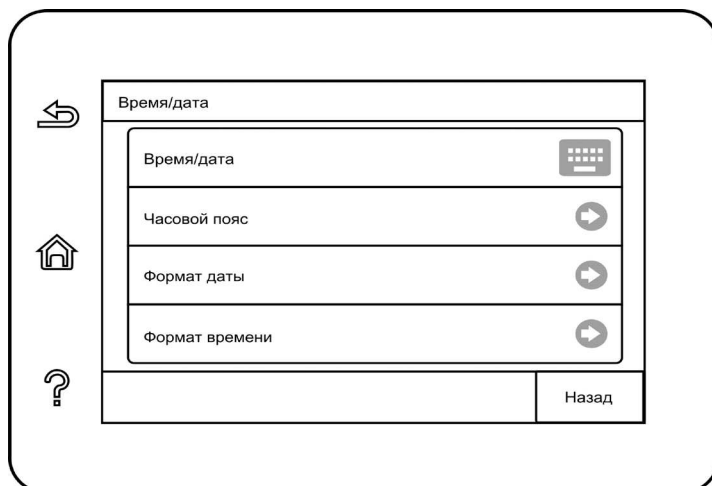 Время/дата
Время/дата
Часовой пояс
Формат даты
Формат времени
Назад